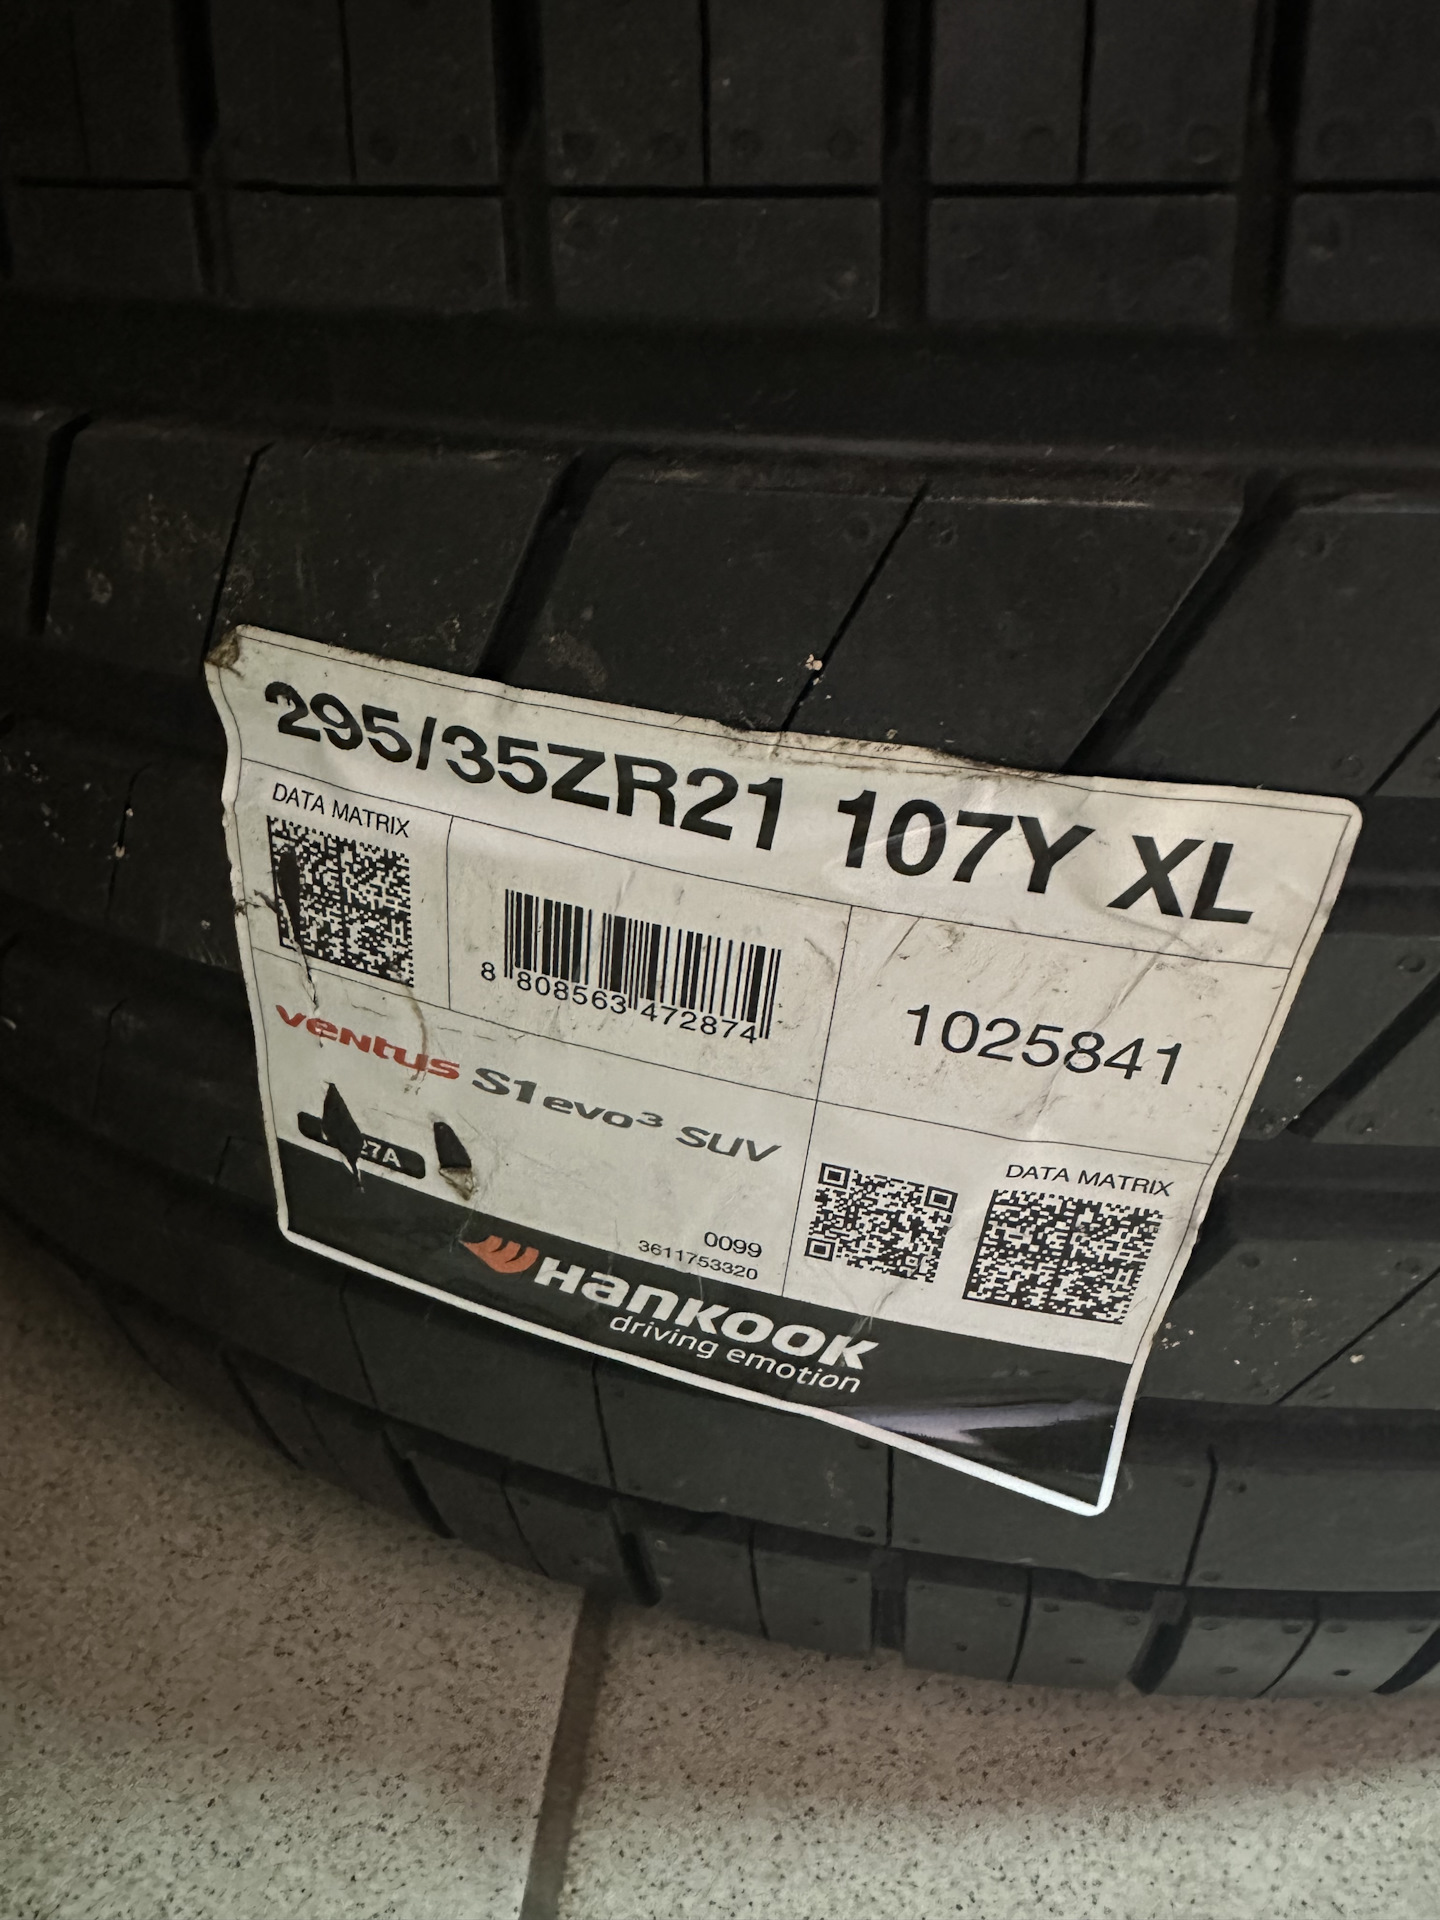 295/35ZR21 107Y XL
DATA MATRIX
8 808563 472874
1025841
ventus S1 evo3 SUV
27A
DATA MATRIX
0099
3611753320
HANKOOK
driving emotion